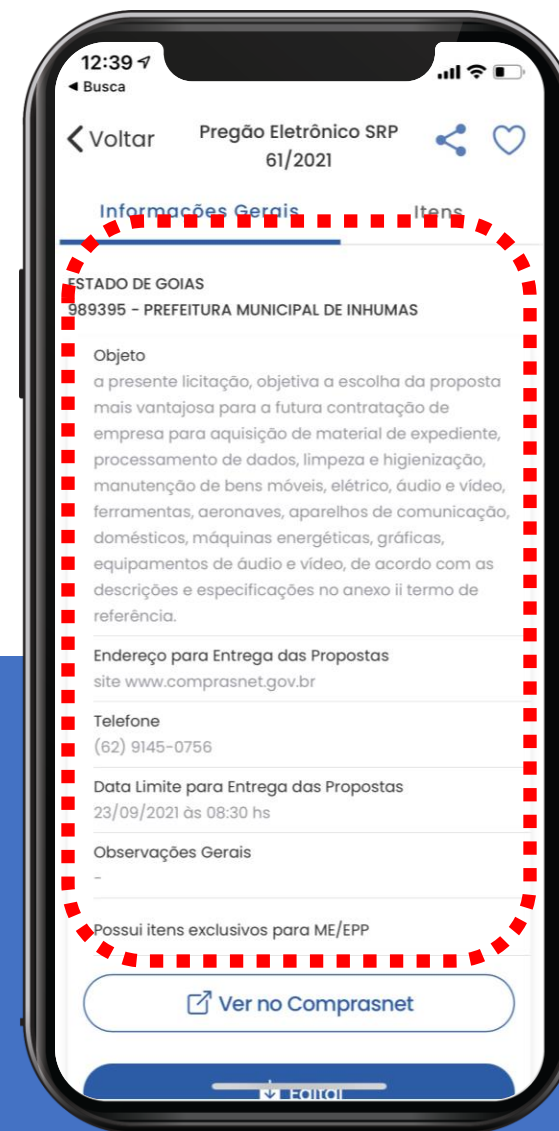 12:39
◀ Busca
Voltar
Pregão Eletrônico SRP
61/2021
Informações Gerais
Itens
ESTADO DE GOIAS
989395 - PREFEITURA MUNICIPAL DE INHUMAS
Objeto
a presente licitação, objetiva a escolha da proposta
mais vantajosa para a futura contratação de
empresa para aquisição de material de expediente,
processamento de dados, limpeza e higienização,
manutenção de bens móveis, elétrico, áudio e vídeo,
ferramentas, aeronaves, aparelhos de comunicação,
domésticos, máquinas energéticas, gráficas,
equipamentos de áudio e vídeo, de acordo com as
descrições e especificações no anexo ii termo de
referência.
Endereço para Entrega das Propostas
site www.comprasnet.gov.br
Telefone
(62) 9145-0756
Data Limite para Entrega das Propostas
23/09/2021 às 08:30 hs
Observações Gerais
-
Possui itens exclusivos para ME/EPP
Ver no Comprasnet
Edital